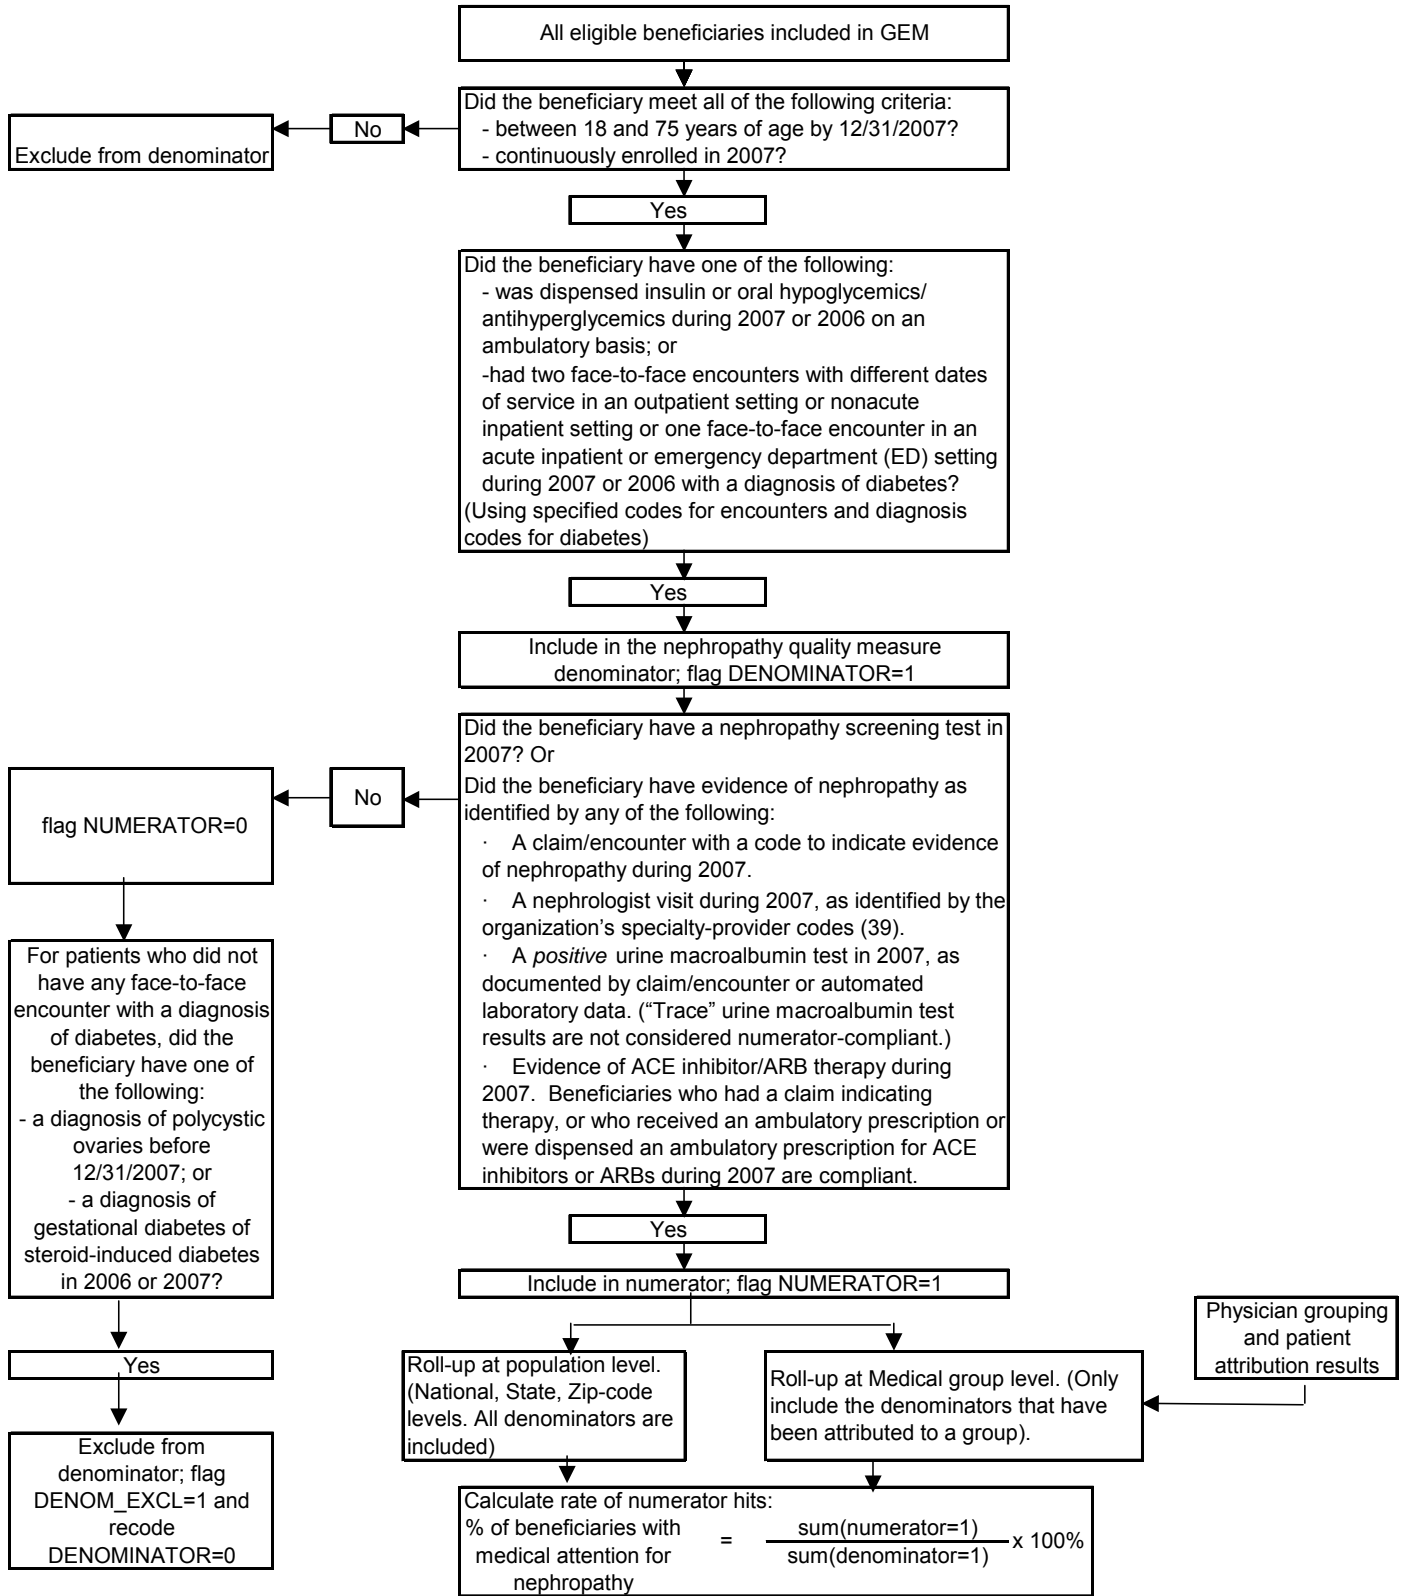 All eligible beneficiaries included in GEM
Did the beneficiary meet all of the following criteria:
- between 18 and 75 years of age by 12/31/2007?
- continuously enrolled in 2007?
No
Exclude from denominator
Yes
Did the beneficiary have one of the following:
- was dispensed insulin or oral hypoglycemics/
antihyperglycemics during 2007 or 2006 on an
ambulatory basis; or
-had two face-to-face encounters with different dates
of service in an outpatient setting or nonacute
inpatient setting or one face-to-face encounter in an
acute inpatient or emergency department (ED) setting
during 2007 or 2006 with a diagnosis of diabetes?
(Using specified codes for encounters and diagnosis
codes for diabetes)
Yes
Include in the nephropathy quality measure
denominator; flag DENOMINATOR=1
Did the beneficiary have a nephropathy screening test in
2007? Or
Did the beneficiary have evidence of nephropathy as
identified by any of the following:
· A claim/encounter with a code to indicate evidence
of nephropathy during 2007.
· A nephrologist visit during 2007, as identified by the
organization’s specialty-provider codes (39).
· A positive urine macroalbumin test in 2007, as
documented by claim/encounter or automated
laboratory data. (“Trace” urine macroalbumin test
results are not considered numerator-compliant.)
· Evidence of ACE inhibitor/ARB therapy during
2007. Beneficiaries who had a claim indicating
therapy, or who received an ambulatory prescription or
were dispensed an ambulatory prescription for ACE
inhibitors or ARBs during 2007 are compliant.
No
flag NUMERATOR=0
For patients who did not
have any face-to-face
encounter with a diagnosis
of diabetes, did the
beneficiary have one of
the following:
- a diagnosis of polycystic
ovaries before
12/31/2007; or
- a diagnosis of
gestational diabetes of
steroid-induced diabetes
in 2006 or 2007?
Yes
Exclude from
denominator; flag
DENOM_EXCL=1 and
recode
DENOMINATOR=0
Yes
Include in numerator; flag NUMERATOR=1
Physician grouping
and patient
attribution results
Roll-up at population level.
(National, State, Zip-code
levels. All denominators are
included)
Roll-up at Medical group level. (Only
include the denominators that have
been attributed to a group).
Calculate rate of numerator hits:
% of beneficiaries with
medical attention for
nephropathy
=
sum(numerator=1)
sum(denominator=1)
x 100%